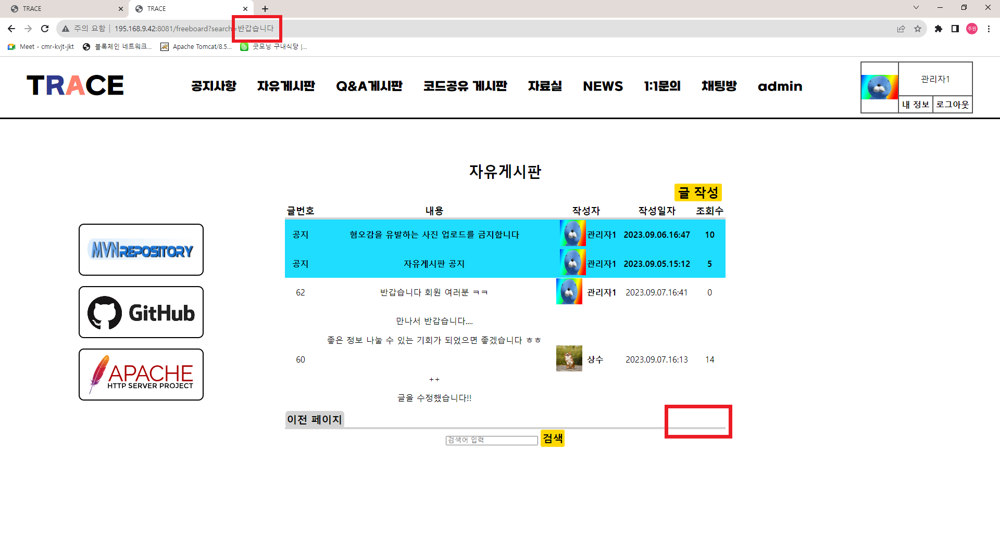 TRACE
TRACE
주의 요함 195.168.9.42:8081/freeboard?search=반갑습니다
주원
Meet - cmr-kvjt-jkt 블록체인 네트워크... Apache Tomcat/8.5... 굿모닝 구내식당 |...
TRACE 공지사항 자유게시판 Q&A게시판 코드공유 게시판 자료실 NEWS 1:1문의 채팅방 admin
관리자1
내 정보 로그아웃
자유게시판
글 작성
글번호 내용 작성자 작성일자 조회수
공지 혐오감을 유발하는 사진 업로드를 금지합니다 관리자1 2023.09.06.16:47 10
공지 자유게시판 공지 관리자1 2023.09.05.15:12 5
62 반갑습니다 회원 여러분 ㅋㅋ 관리자1 2023.09.07.16:41 0
만나서 반갑습니다....
좋은 정보 나눌 수 있는 기회가 되었으면 좋겠습니다 ㅎㅎ
60 상수 2023.09.07.16:13 14
++
글을 수정했습니다!!
이전 페이지
검색어 입력 검색
MVNREPOSITORY
GitHub
APACHE
HTTP SERVER PROJECT